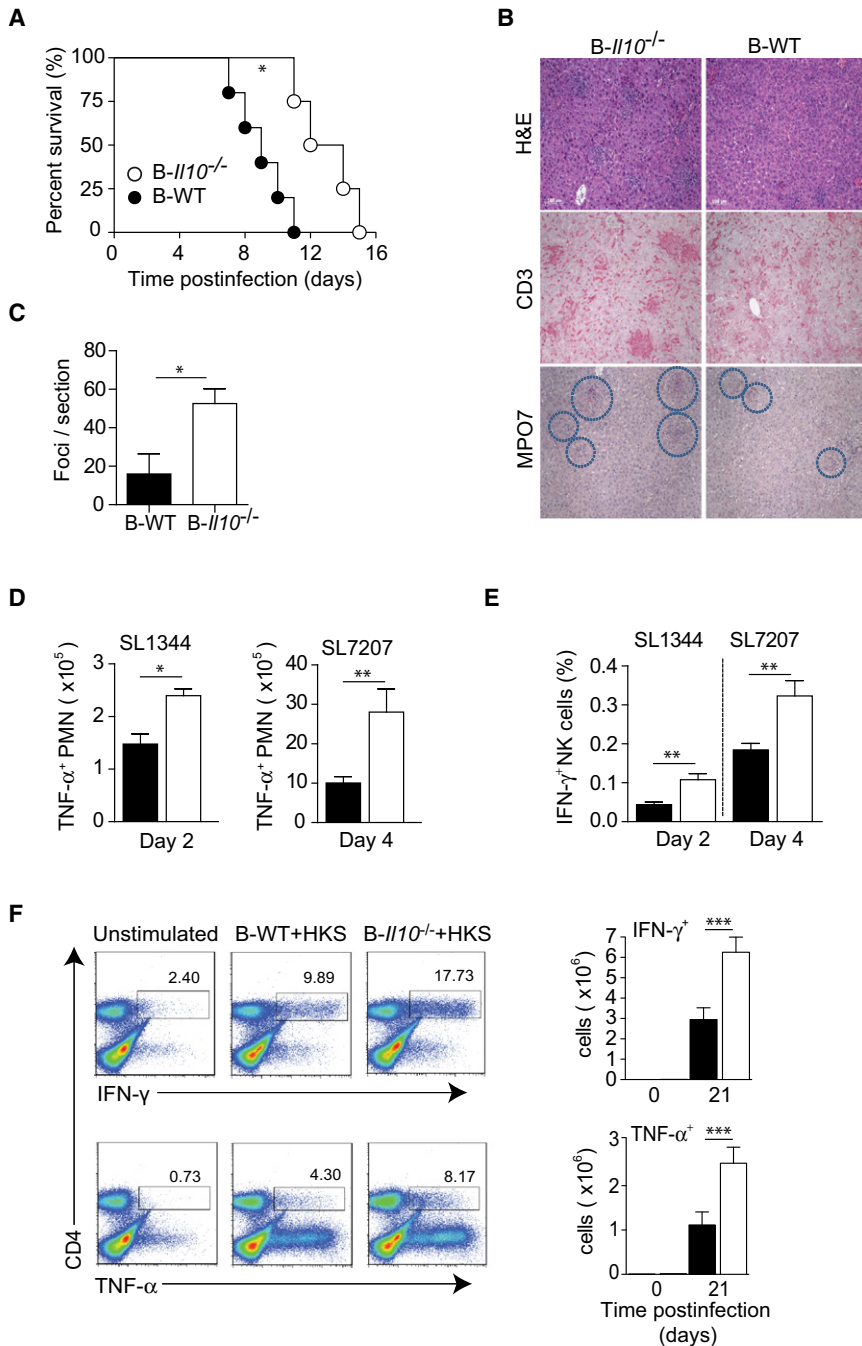 A
Percent survival (%)
100
75
50
25
0
*
B-Il10-/-
B-WT
0 4 8 12 16
Time postinfection (days)
B
B-Il10-/- B-WT
H&E
CD3
MPO7
C
Foci / section
80
60
40
20
0
*
B-WT B-Il10-/-
D
SL1344
TNF-α+ PMN ( x10^5)
3
2
1
0
*
Day 2
SL7207
TNF-α+ PMN ( x10^5)
40
30
20
10
0
**
Day 4
E
SL1344 SL7207
IFN-γ+ NK cells (%)
0.4
0.3
0.2
0.1
0.0
** **
Day 2 Day 4
F
Unstimulated B-WT+HKS B-Il10-/-+HKS
2.40 9.89 17.73
IFN-γ
0.73 4.30 8.17
CD4
TNF-α
IFN-γ+
***
cells ( x10^6)
7
6
5
4
3
2
1
0
0 21
TNF-α+
***
cells ( x10^6)
3
2
1
0
0 21
Time postinfection
(days)